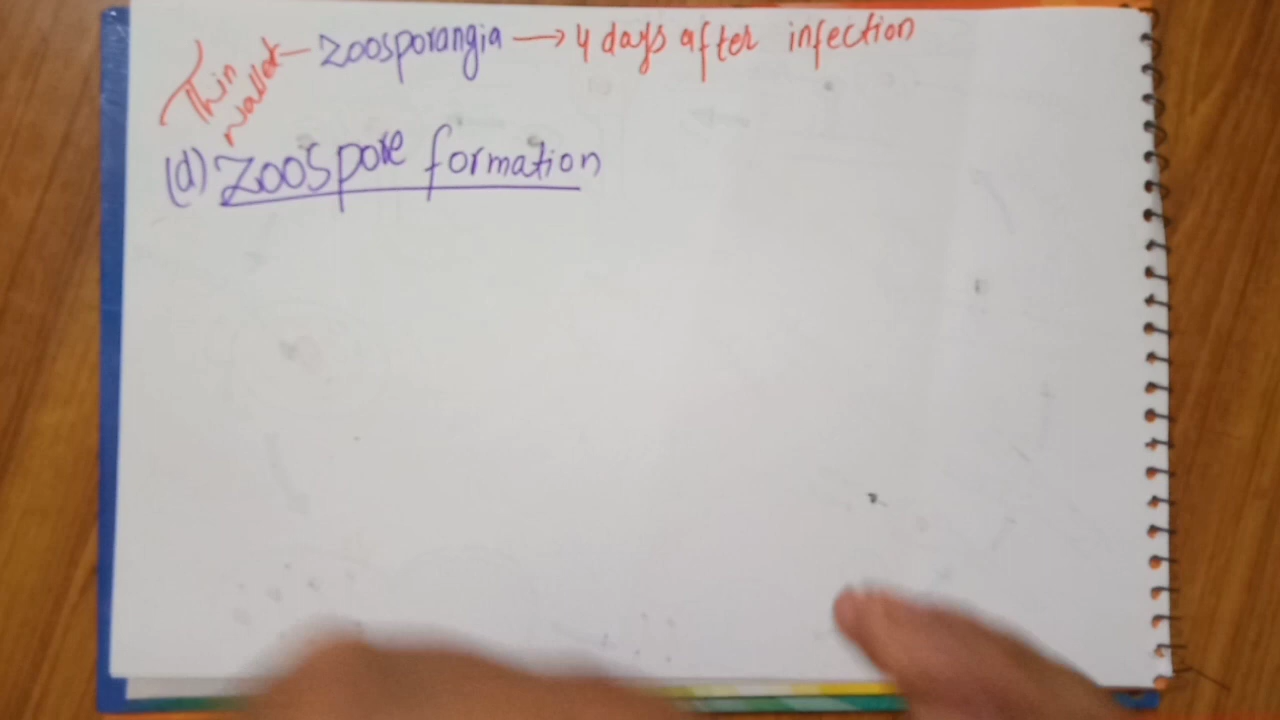 Thin walled – zoosporangia → 4 days after infection
(d) Zoospore formation